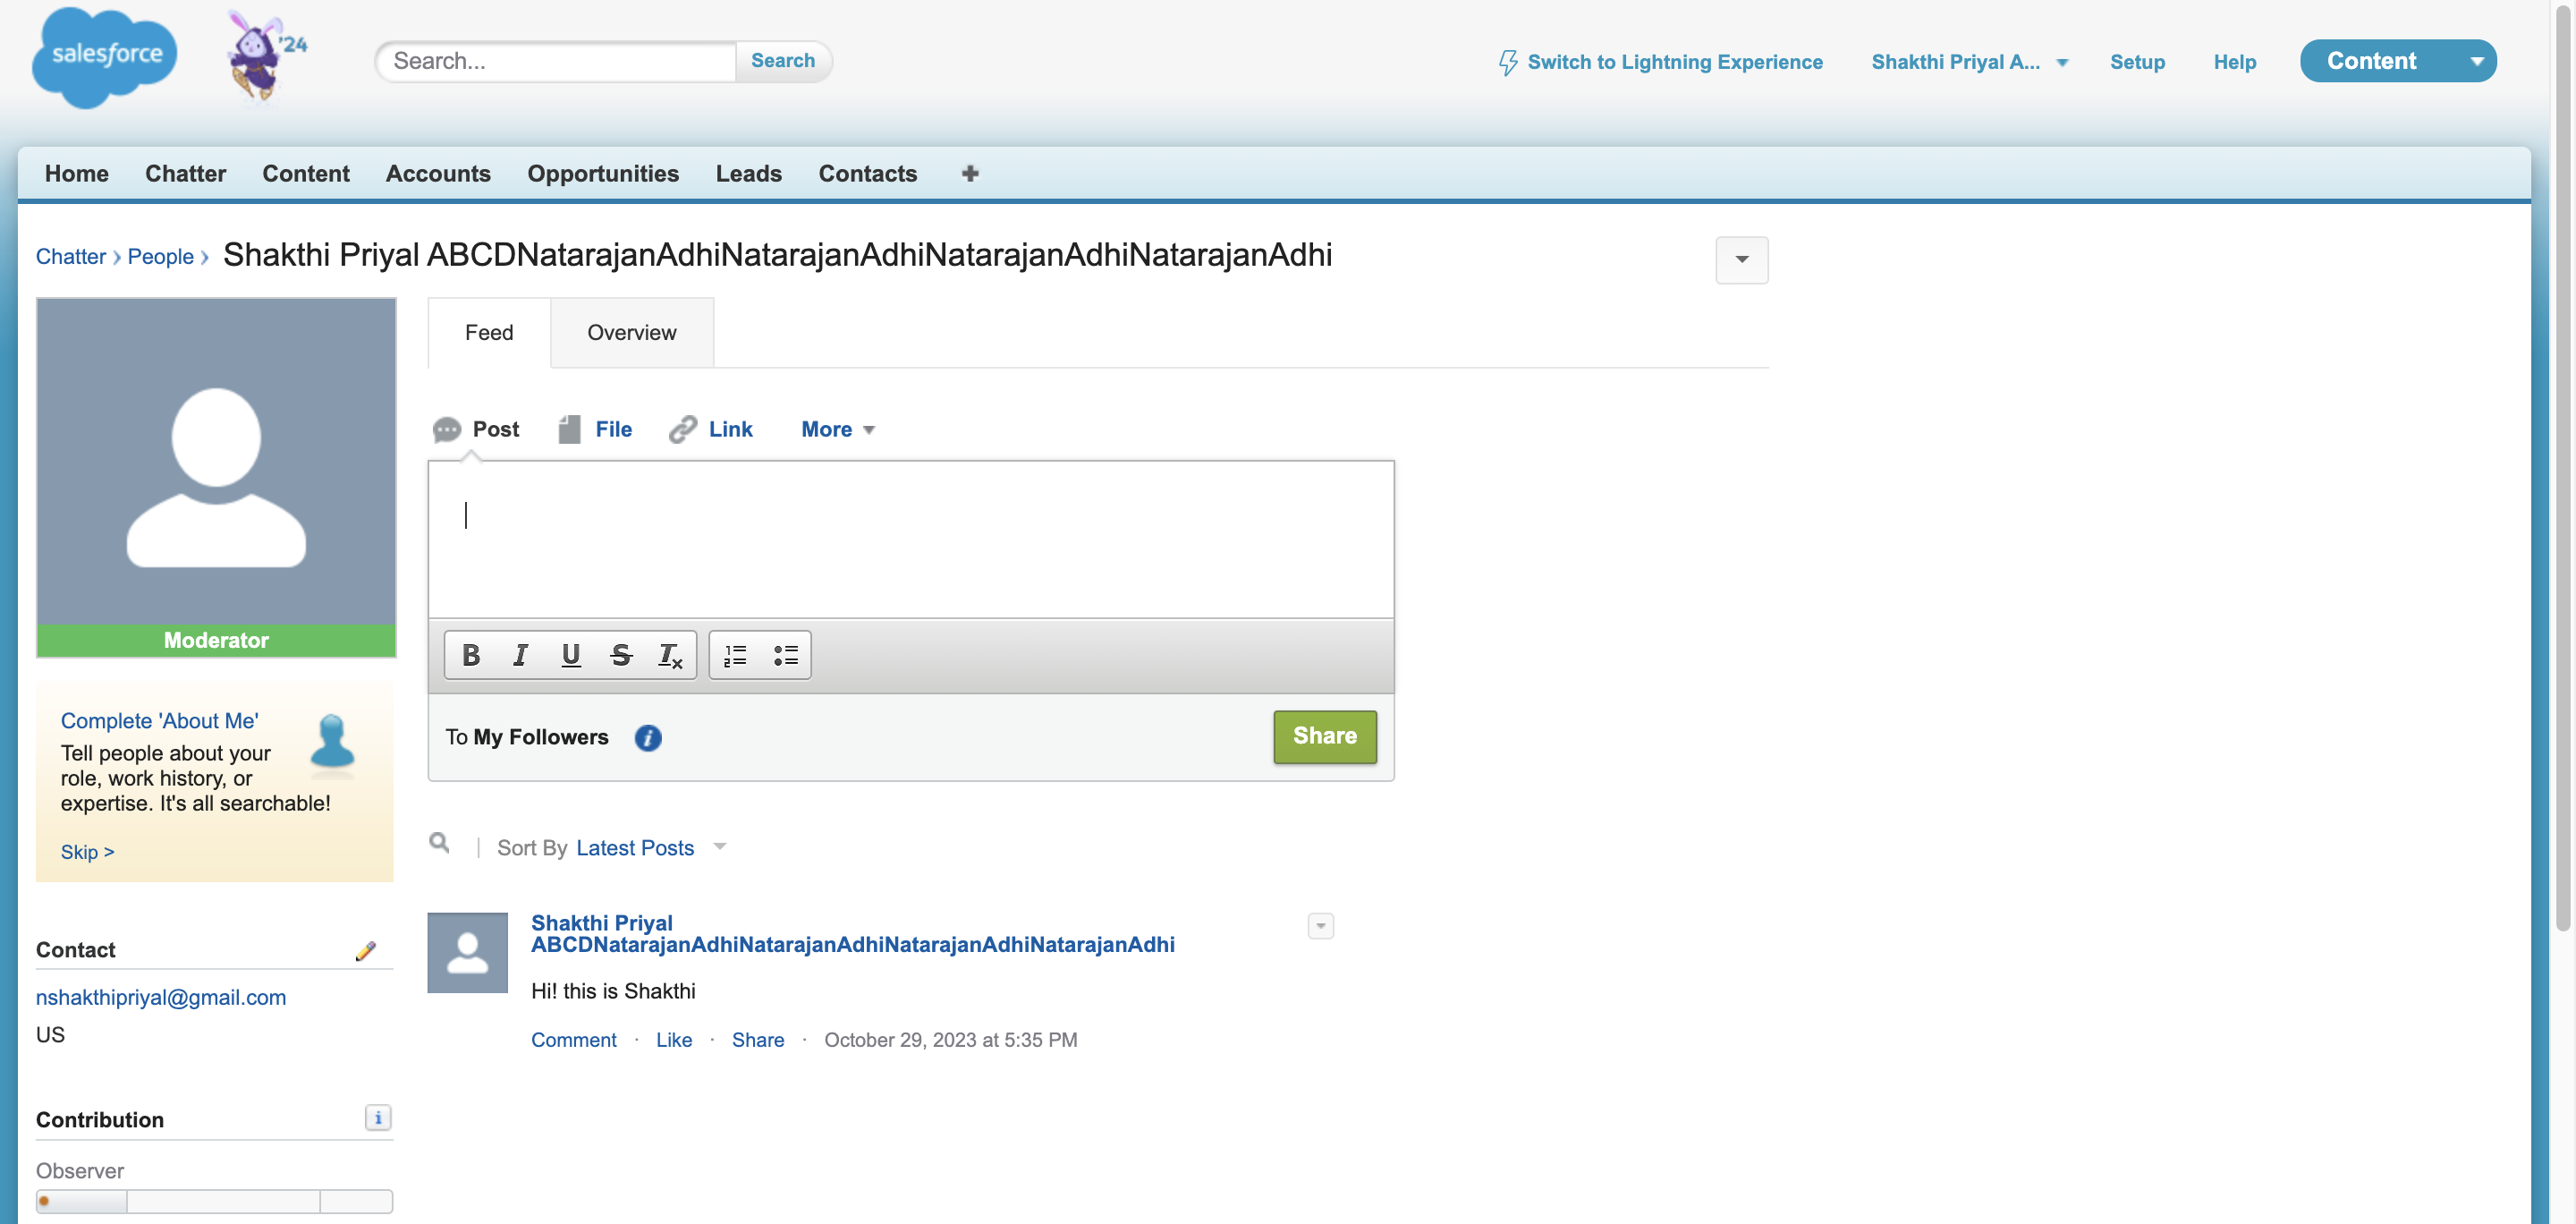 salesforce
'24
Search...
Search
Switch to Lightning Experience
Shakthi Priyal A...
Setup
Help
Content
Home
Chatter
Content
Accounts
Opportunities
Leads
Contacts
Chatter
People
Shakthi Priyal ABCDNatarajanAdhiNatarajanAdhiNatarajanAdhiNatarajanAdhi
Moderator
Complete 'About Me'
Tell people about your
role, work history, or
expertise. It's all searchable!
Skip >
Contact
nshakthipriyal@gmail.com
US
Contribution
Observer
Feed
Overview
Post
File
Link
More
B I U S Tx
To My Followers
Share
Sort By Latest Posts
Shakthi Priyal
ABCDNatarajanAdhiNatarajanAdhiNatarajanAdhiNatarajanAdhi
Hi! this is Shakthi
Comment · Like · Share · October 29, 2023 at 5:35 PM